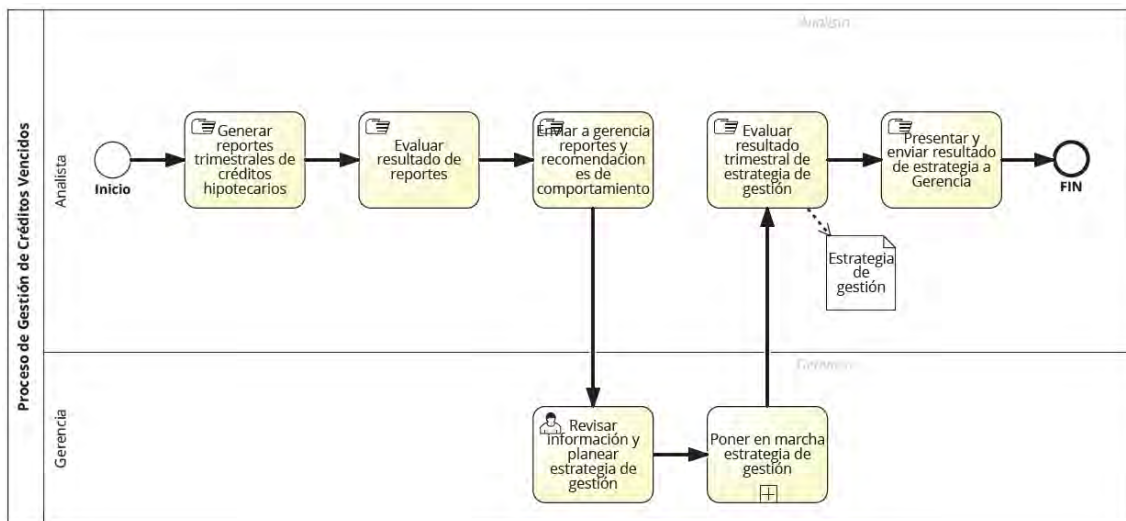 Proceso de Gestión de Créditos Vencidos
Analista
Analista
Inicio
Generar
reportes
trimestrales de
créditos
hipotecarios
Evaluar
resultado de
reportes
Enviar a gerencia
reportes y
recomendacion
es de
comportamiento
Evaluar
resultado
trimestral de
estrategia de
gestión
Presentar y
enviar resultado
de estrategia a
Gerencia
FIN
Estrategia
de
gestión
Gerencia
Gerencia
Revisar
información y
planear
estrategia de
gestión
Poner en marcha
estrategia de
gestión